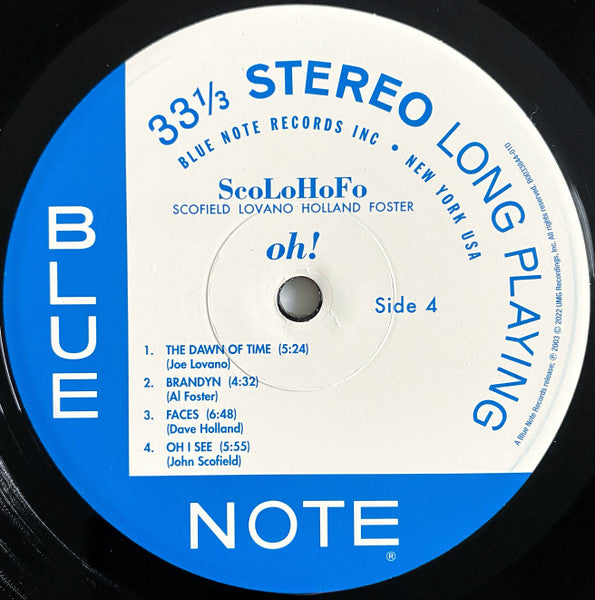 33⅓ STEREO LONG PLAYING
BLUE NOTE RECORDS INC • NEW YORK USA
ScoLoHoFo
SCOFIELD LOVANO HOLLAND FOSTER
oh!
Side 4
1. THE DAWN OF TIME (5:24)
(Joe Lovano)
2. BRANDYN (4:32)
(Al Foster)
3. FACES (6:48)
(Dave Holland)
4. OH I SEE (5:55)
(John Scofield)
A Blue Note Records release; ℗ 2003 © 2022 UMG Recordings, Inc. All rights reserved. B0033844-01D
BLUE
NOTE
®